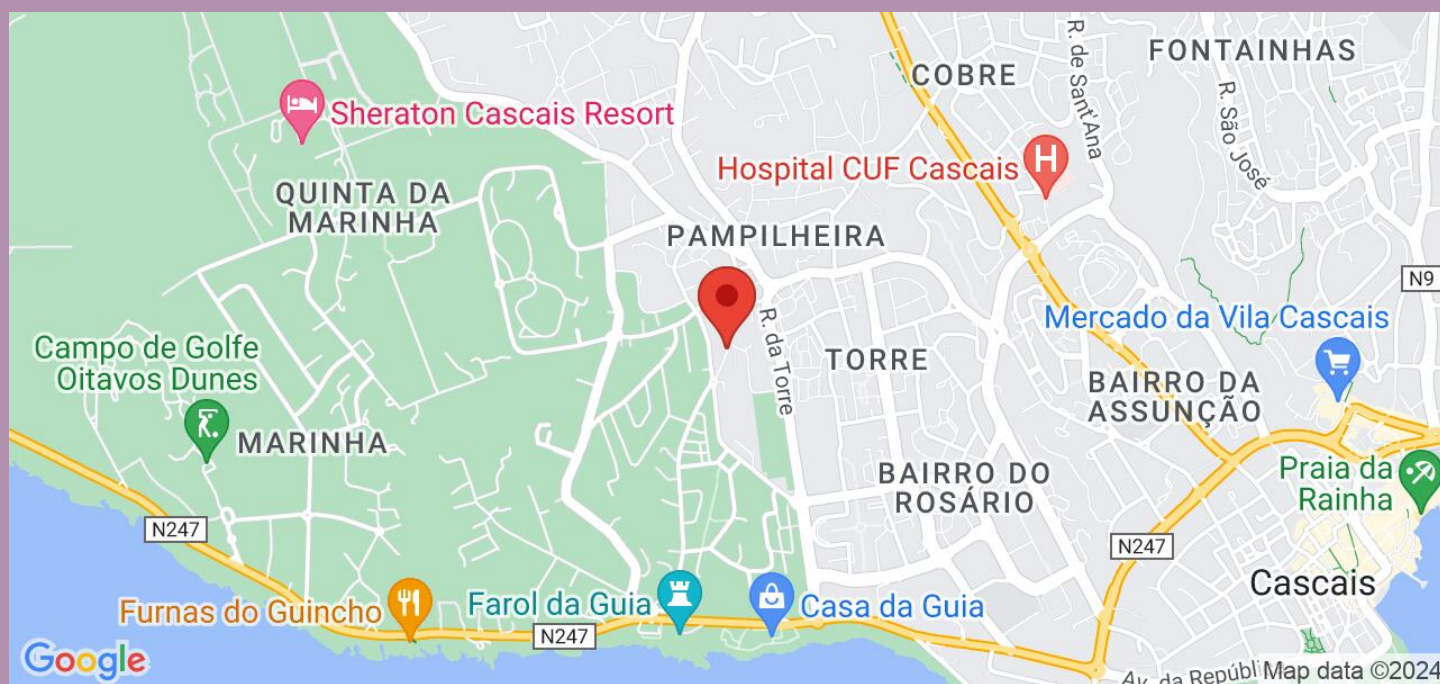 FONTAINHAS
R. de Sant'Ana
COBRE
R. São José
Sheraton Cascais Resort
Hospital CUF Cascais
H
QUINTA DA
MARINHA
PAMPILHEIRA
N9
R. da Torre
Mercado da Vila Cascais
Campo de Golfe
Oitavos Dunes
TORRE
BAIRRO DA
ASSUNÇÃO
MARINHA
BAIRRO DO
ROSÁRIO
Praia da
Rainha
N247
N247
Cascais
Furnas do Guincho
Farol da Guia
Casa da Guia
N247
Google
Av. da Repúblic
Map data ©2024